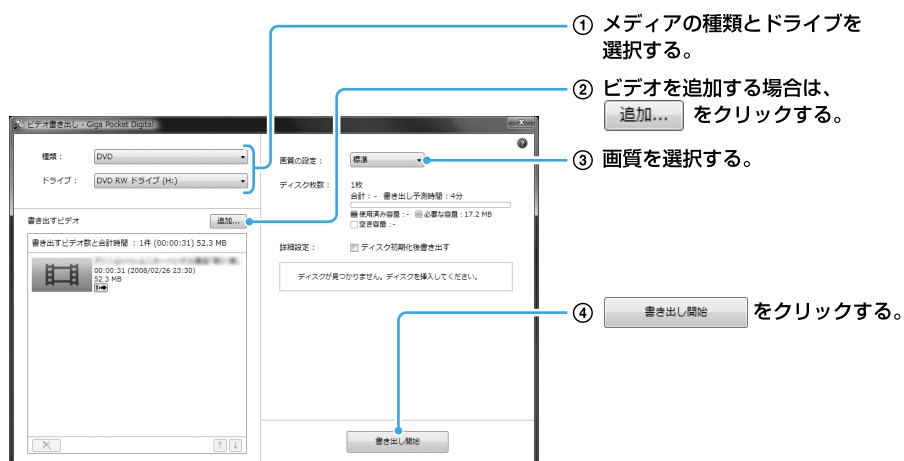 ① メディアの種類とドライブを
選択する。
② ビデオを追加する場合は、
追加... をクリックする。
③ 画質を選択する。
④ 書き出し開始 をクリックする。
ビデオ書き出し - Giga Pocket Digital
種類：
DVD
ドライブ：
DVD RW ドライブ (H:)
書き出すビデオ
追加...
書き出すビデオ数と合計時間 ：1件 (00:00:31) 52.3 MB
00:00:31 (2008/02/26 23:30)
52.3 MB
画質の設定：
標準
ディスク枚数：
1枚
合計：- 書き出し予測時間：4分
使用済み容量：- 必要な容量：17.2 MB
空き容量：-
詳細設定：
ディスク初期化後書き出す
ディスクが見つかりません。ディスクを挿入してください。
書き出し開始